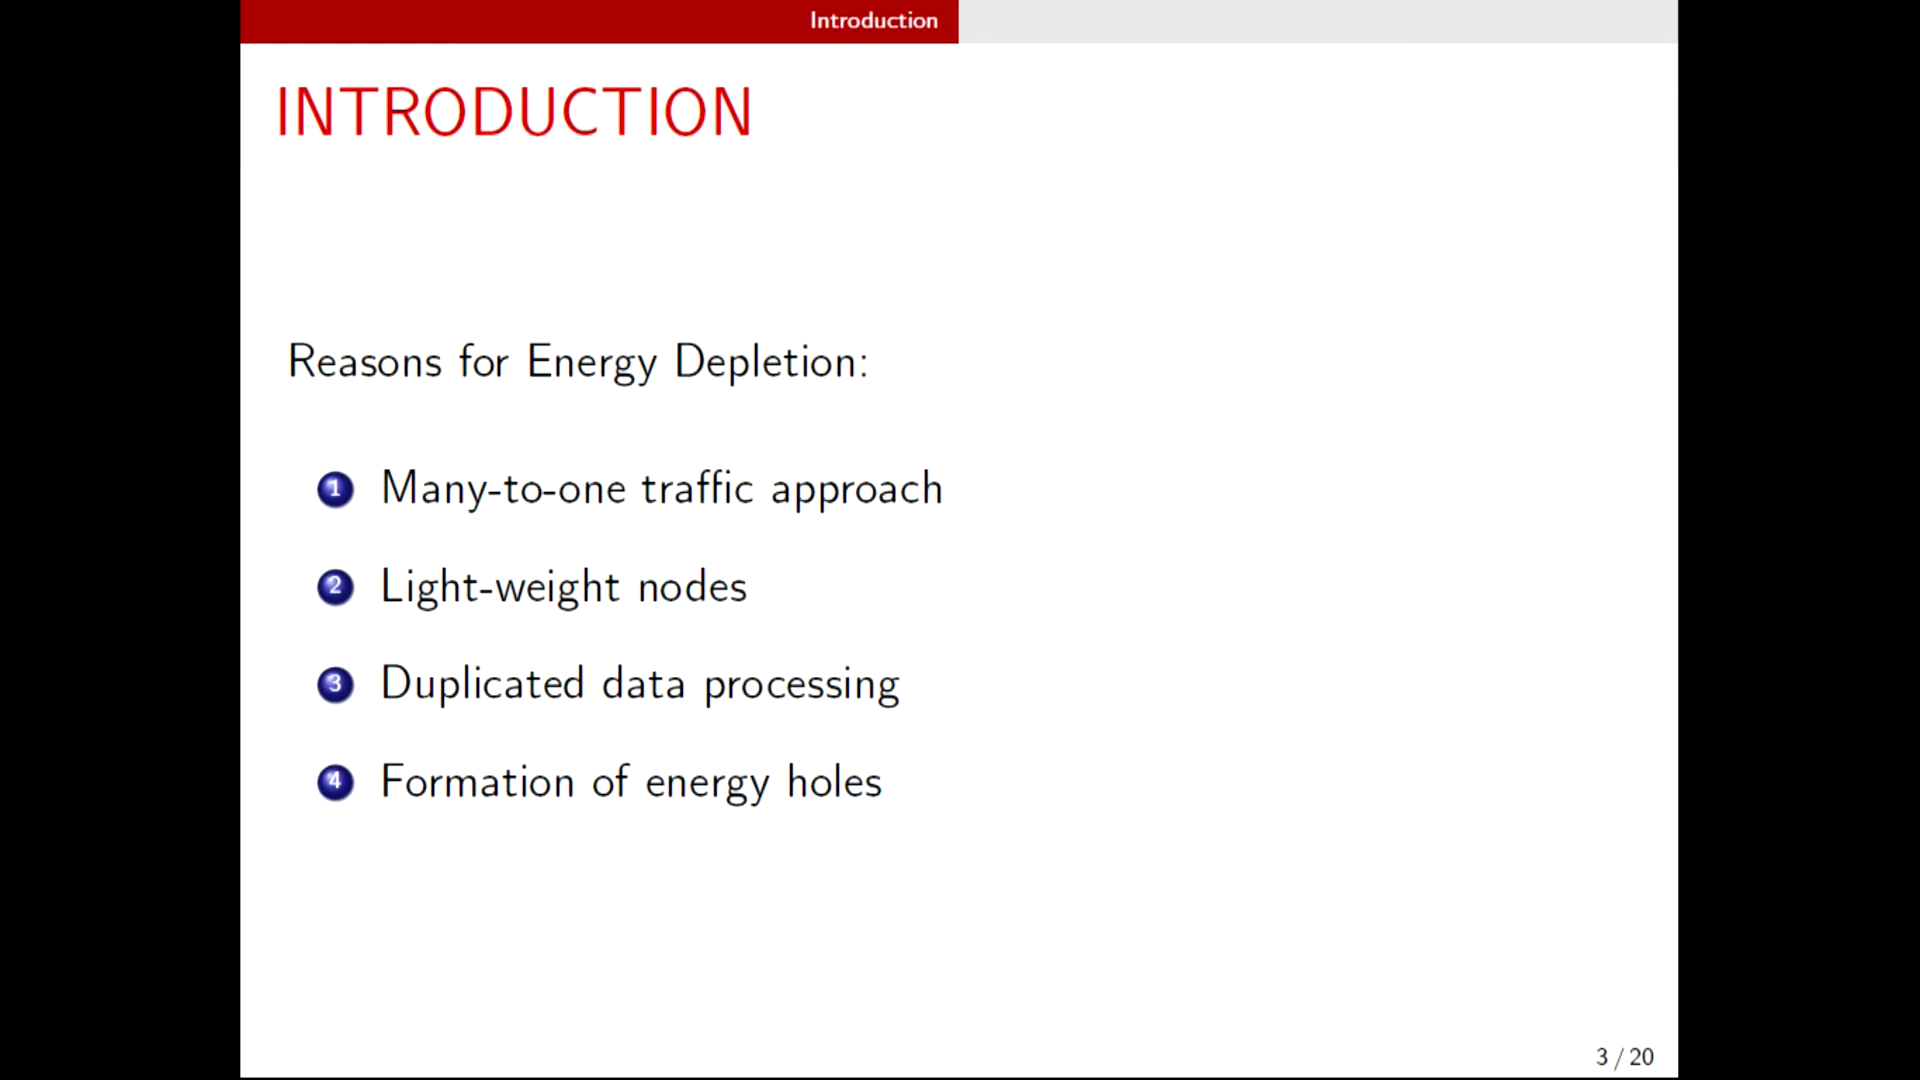 Introduction
INTRODUCTION
Reasons for Energy Depletion:
1 Many-to-one traffic approach
2 Light-weight nodes
3 Duplicated data processing
4 Formation of energy holes
3 / 20